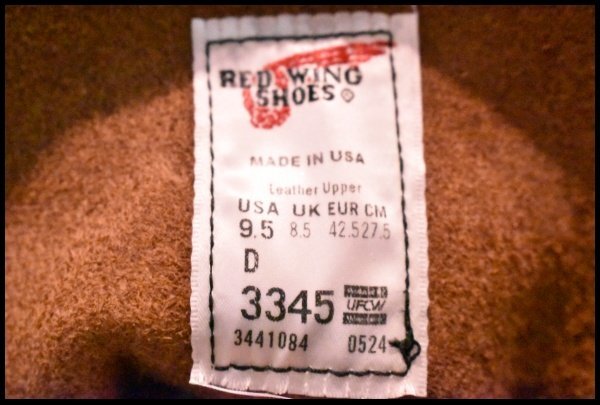 RED WING
SHOES
MADE IN USA
Leather Upper
USA UK EUR CM
9.5 8.5 42.5 27.5
D
3345 UFCW
3441084 0524